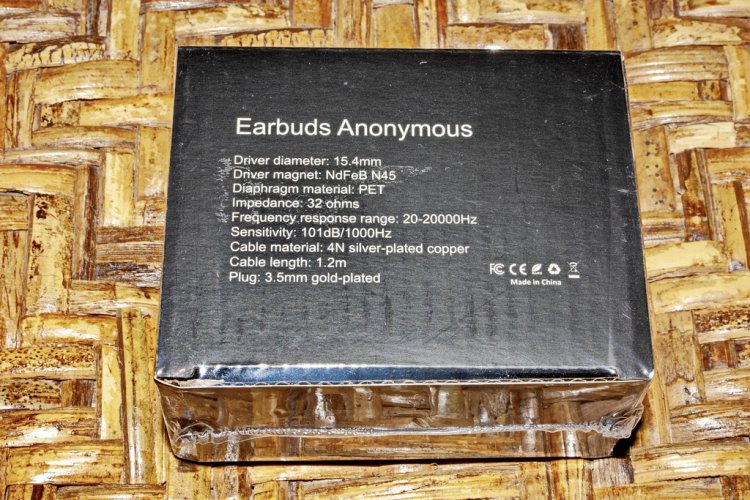 Earbuds Anonymous
Driver diameter: 15.4mm
Driver magnet: NdFeB N45
Diaphragm material: PET
Impedance: 32 ohms
Frequency response range: 20-20000Hz
Sensitivity: 101dB/1000Hz
Cable material: 4N silver-plated copper
Cable length: 1.2m
Plug: 3.5mm gold-plated
FC CE
Made in China